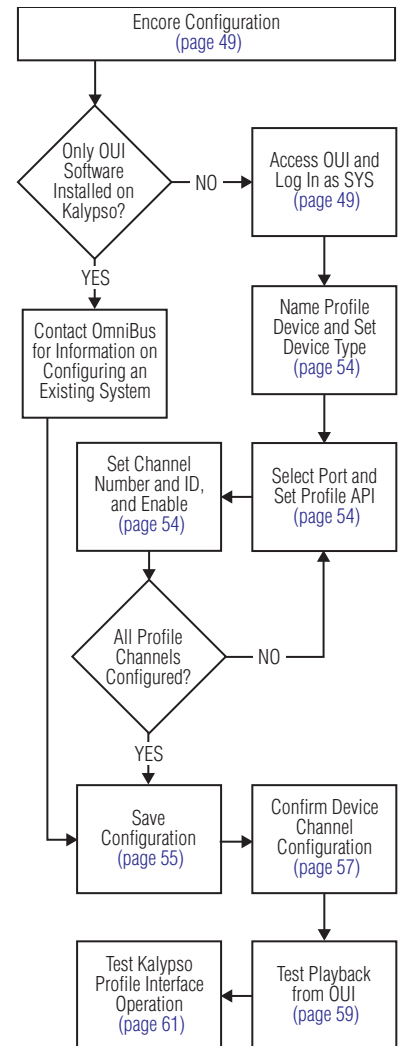 Encore Configuration
(page 49)
Only OUI
Software
Installed on
Kalypso?
NO
Access OUI and
Log In as SYS
(page 49)
YES
Contact OmniBus
for Information on
Configuring an
Existing System
Name Profile
Device and Set
Device Type
(page 54)
Select Port and
Set Profile API
(page 54)
Set Channel
Number and ID,
and Enable
(page 54)
All Profile
Channels
Configured?
NO
YES
Save
Configuration
(page 55)
Confirm Device
Channel
Configuration
(page 57)
Test Playback
from OUI
(page 59)
Test Kalypso
Profile Interface
Operation
(page 61)